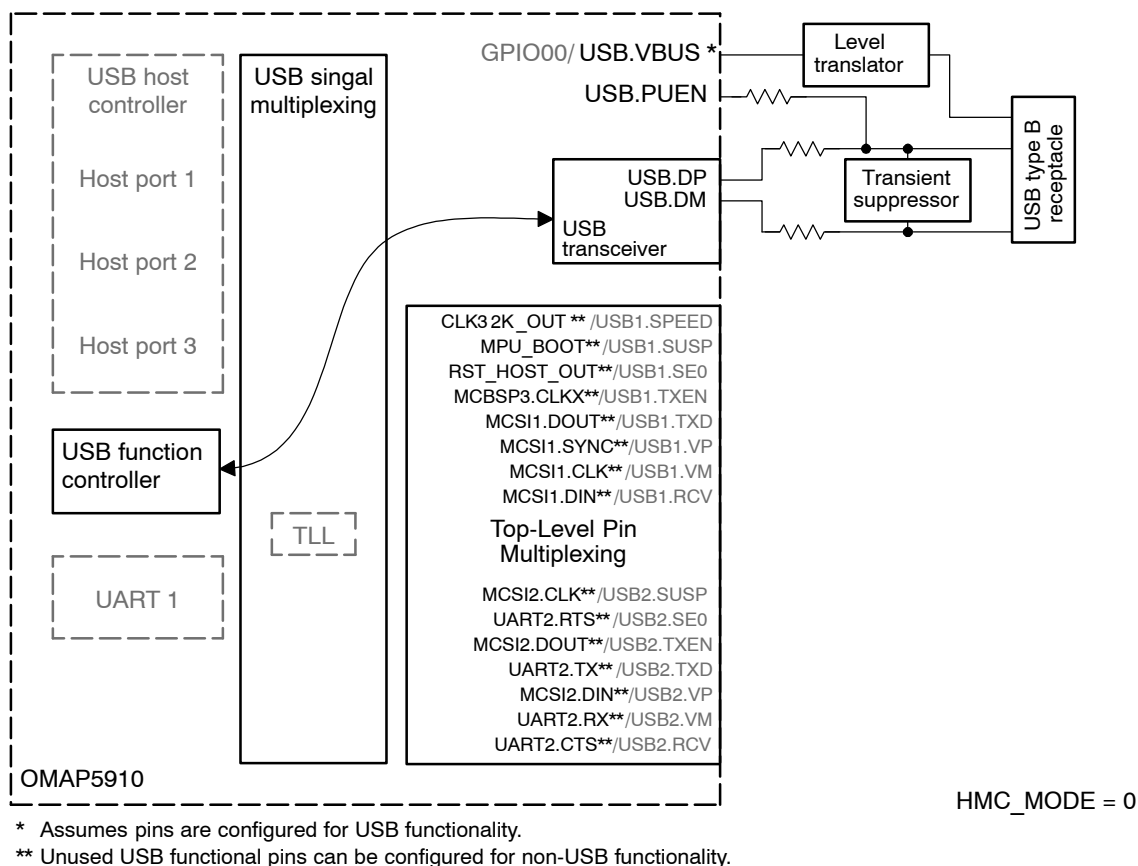 USB host
controller
Host port 1
Host port 2
Host port 3
USB function
controller
UART 1
USB singal
multiplexing
TLL
GPIO00/ USB.VBUS *
USB.PUEN
USB.DP
USB.DM
USB
transceiver
Level
translator
Transient
suppressor
USB type B
receptacle
CLK32K_OUT ** /USB1.SPEED
MPU_BOOT**/USB1.SUSP
RST_HOST_OUT**/USB1.SE0
MCBSP3.CLKX**/USB1.TXEN
MCSI1.DOUT**/USB1.TXD
MCSI1.SYNC**/USB1.VP
MCSI1.CLK**/USB1.VM
MCSI1.DIN**/USB1.RCV
Top-Level Pin
Multiplexing
MCSI2.CLK**/USB2.SUSP
UART2.RTS**/USB2.SE0
MCSI2.DOUT**/USB2.TXEN
UART2.TX**/USB2.TXD
MCSI2.DIN**/USB2.VP
UART2.RX**/USB2.VM
UART2.CTS**/USB2.RCV
OMAP5910
HMC_MODE = 0
* Assumes pins are configured for USB functionality.
** Unused USB functional pins can be configured for non-USB functionality.